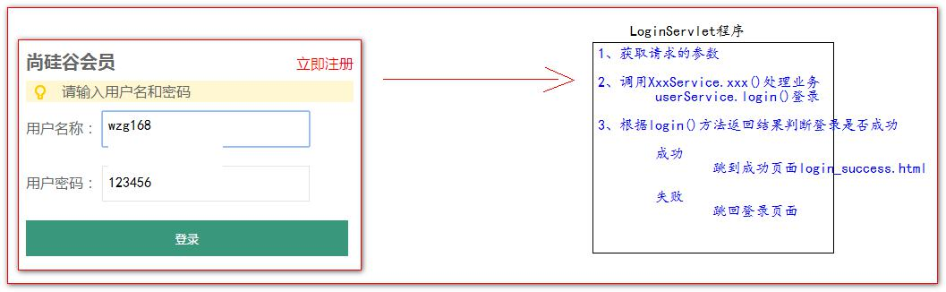 尚硅谷会员
立即注册
请输入用户名和密码
用户名称：
wzg168
用户密码：
123456
登录
LoginServlet程序
1、获取请求的参数
2、调用XxxService.xxx()处理业务
userService.login()登录
3、根据login()方法返回结果判断登录是否成功
成功
跳到成功页面login_success.html
失败
跳回登录页面